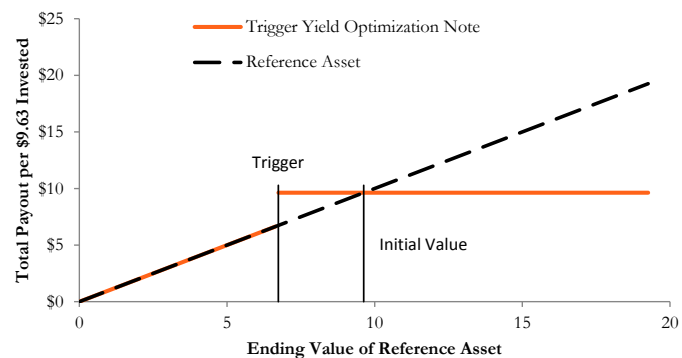 Trigger Yield Optimization Note
Reference Asset
Total Payout per $9.63 Invested
$25
$20
$15
$10
$5
$0
Trigger
Initial Value
0
5
10
15
20
Ending Value of Reference Asset